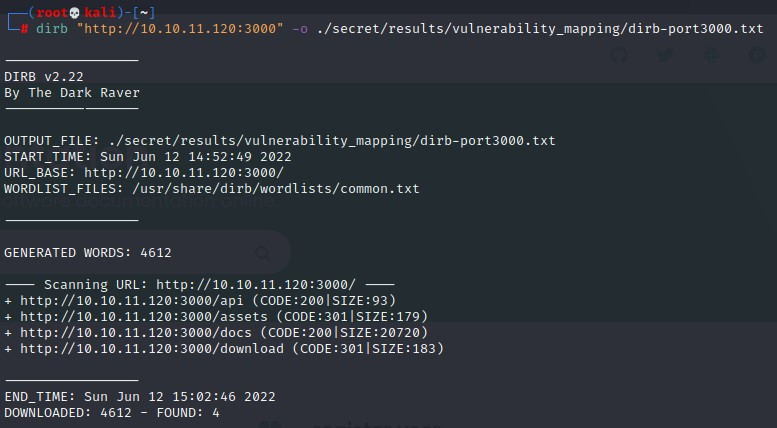 ┌──(root💀kali)-[~]
└─# dirb "http://10.10.11.120:3000" -o ./secret/results/vulnerability_mapping/dirb-port3000.txt
-----------------
DIRB v2.22
By The Dark Raver
-----------------
OUTPUT_FILE: ./secret/results/vulnerability_mapping/dirb-port3000.txt
START_TIME: Sun Jun 12 14:52:49 2022
URL_BASE: http://10.10.11.120:3000/
WORDLIST_FILES: /usr/share/dirb/wordlists/common.txt
-----------------
GENERATED WORDS: 4612
---- Scanning URL: http://10.10.11.120:3000/ ----
+ http://10.10.11.120:3000/api (CODE:200|SIZE:93)
+ http://10.10.11.120:3000/assets (CODE:301|SIZE:179)
+ http://10.10.11.120:3000/docs (CODE:200|SIZE:20720)
+ http://10.10.11.120:3000/download (CODE:301|SIZE:183)
-----------------
END_TIME: Sun Jun 12 15:02:46 2022
DOWNLOADED: 4612 - FOUND: 4